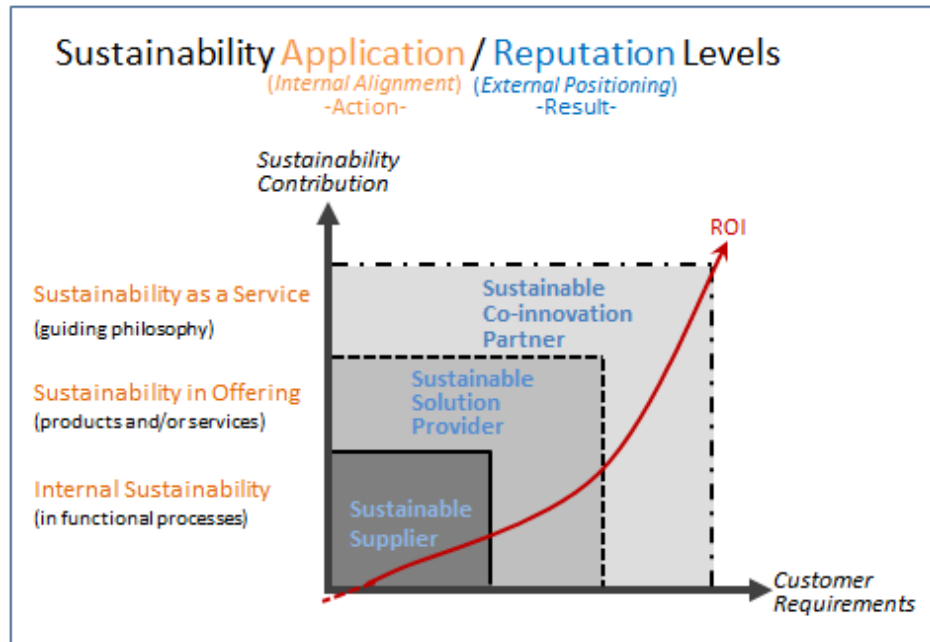 Sustainability Application / Reputation Levels
(Internal Alignment) (External Positioning)
-Action- -Result-
Sustainability
Contribution
ROI
Sustainability as a Service
(guiding philosophy)
Sustainable
Co-innovation
Partner
Sustainability in Offering
(products and/or services)
Sustainable
Solution
Provider
Internal Sustainability
(in functional processes)
Sustainable
Supplier
Customer
Requirements